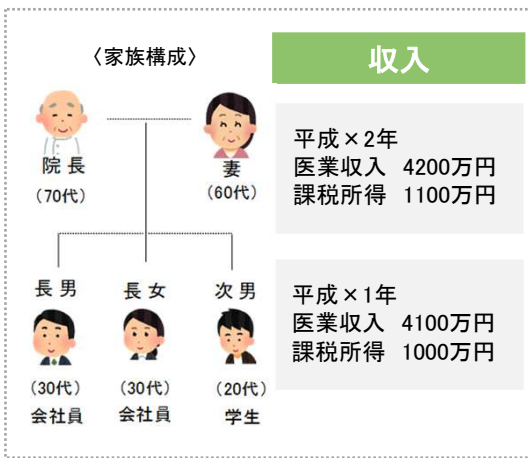 〈家族構成〉
院長
(70代)
妻
(60代)
長男
(30代)
会社員
長女
(30代)
会社員
次男
(20代)
学生
収入
平成×2年
医業収入 4200万円
課税所得 1100万円
平成×1年
医業収入 4100万円
課税所得 1000万円